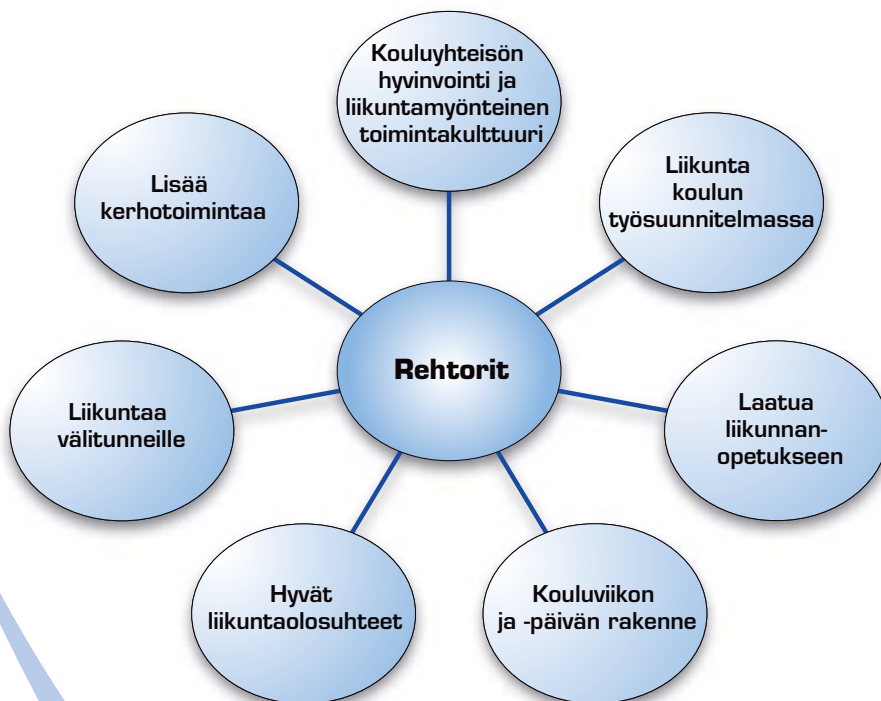 Kouluyhteisön
hyvinvointi ja
liikuntamyönteinen
toimintakulttuuri
Lisää
kerhotoimintaa
Liikunta
koulun
työsuunnitelmassa
Rehtorit
Liikuntaa
välitunneille
Laatua
liikunnan-
opetukseen
Hyvät
liikuntaolosuhteet
Kouluviikon
ja -päivän rakenne